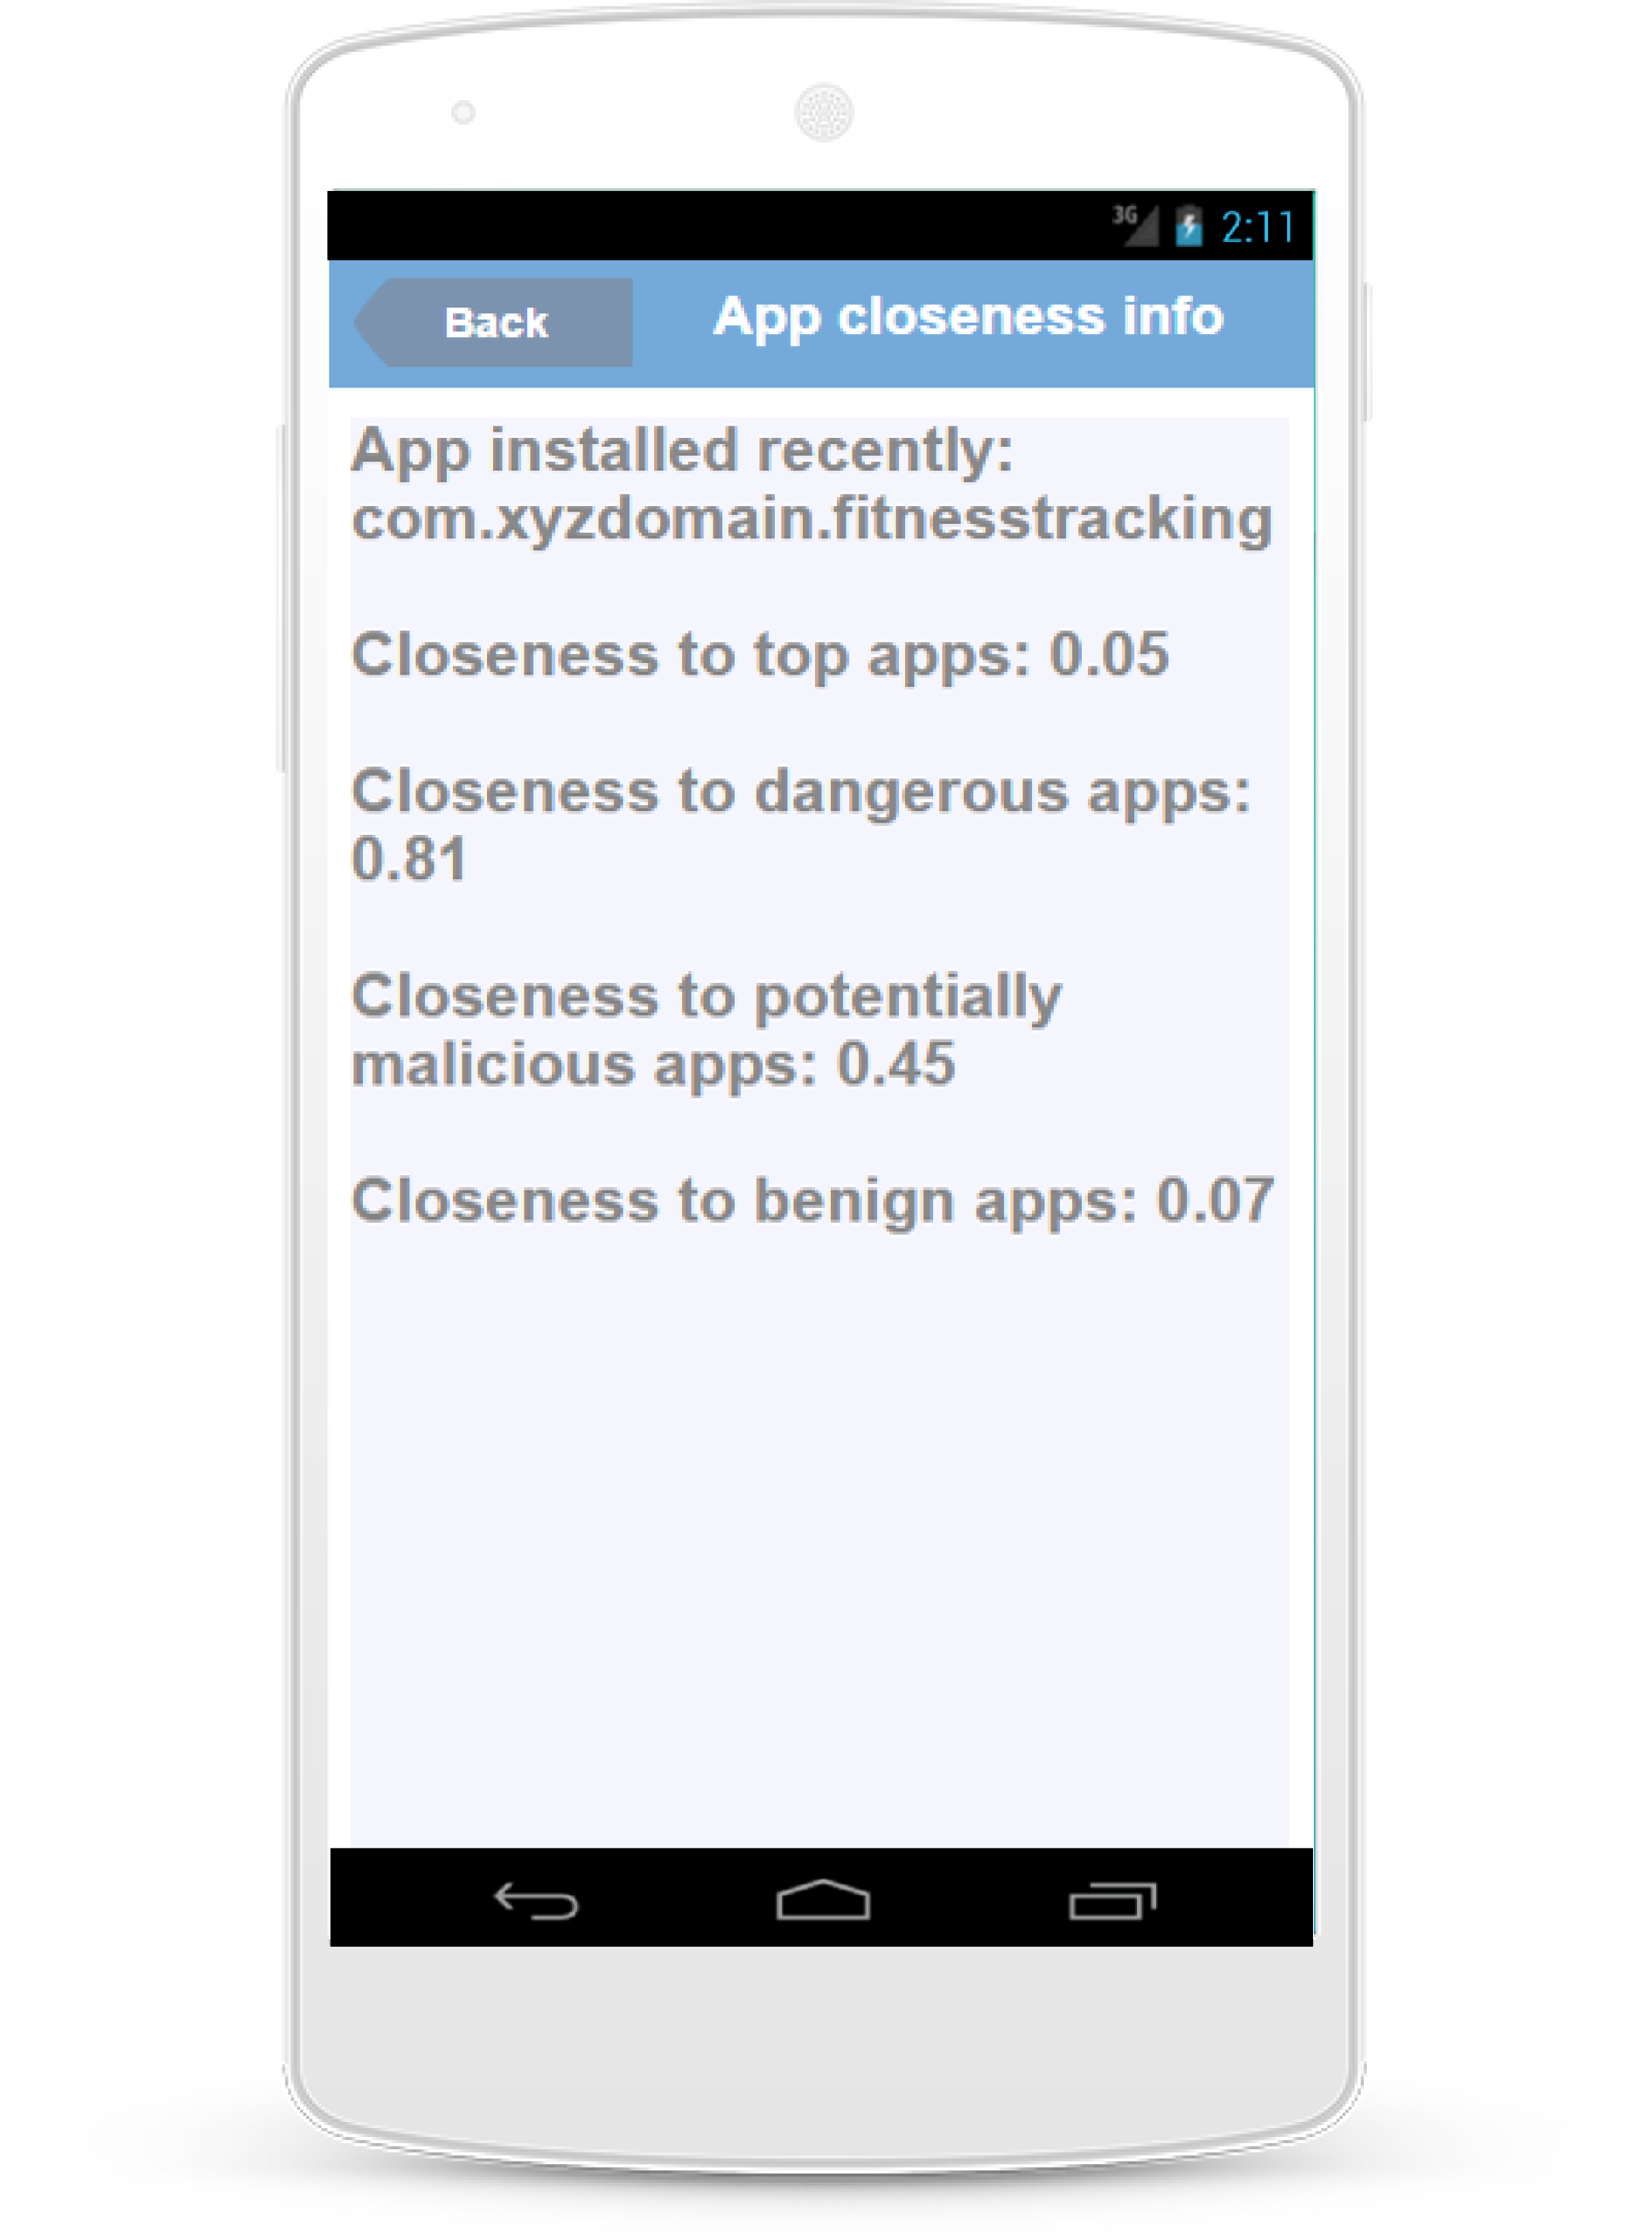 3G 2:11
Back App closeness info
App installed recently:
com.xyzdomain.fitnesstracking
Closeness to top apps: 0.05
Closeness to dangerous apps:
0.81
Closeness to potentially
malicious apps: 0.45
Closeness to benign apps: 0.07